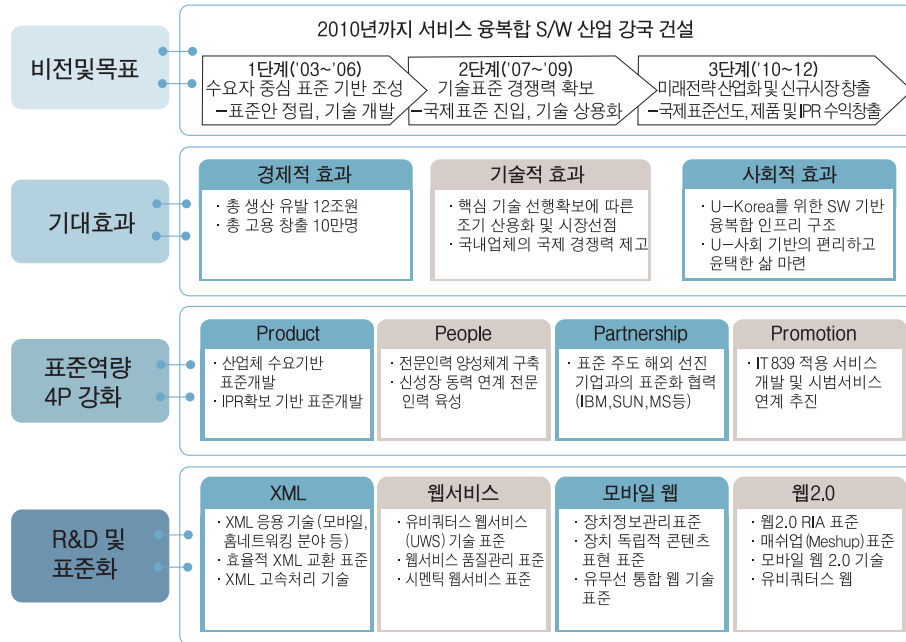 비전및목표
2010년까지 서비스 융복합 S/W 산업 강국 건설
1단계('03~'06)
수요자 중심 표준 기반 조성
–표준안 정립, 기술 개발
2단계('07~'09)
기술표준 경쟁력 확보
–국제표준 진입, 기술 상용화
3단계('10~12)
미래전략 산업화 및 신규시장 창출
–국제표준선도, 제품 및 IPR 수익창출
기대효과
경제적 효과
· 총 생산 유발 12조원
· 총 고용 창출 10만명
기술적 효과
· 핵심 기술 선행확보에 따른
조기 산용화 및 시장선점
· 국내업체의 국제 경쟁력 제고
사회적 효과
· U–Korea를 위한 SW 기반
융복합 인프리 구조
· U–사회 기반의 편리하고
윤택한 삶 마련
표준역량
4P 강화
Product
· 산업체 수요기반
표준개발
· IPR확보 기반 표준개발
People
· 전문인력 양성체계 구축
· 신성장 동력 연계 전문
인력 육성
Partnership
· 표준 주도 해외 선진
기업과의 표준화 협력
(IBM,SUN,MS등)
Promotion
· IT 839 적용 서비스
개발 및 시범서비스
연계 추진
R&D 및
표준화
XML
· XML 응용 기술 (모바일,
홈네트워킹 분야 등)
· 효율적 XML 교환 표준
· XML 고속처리 기술
웹서비스
· 유비쿼터스 웹서비스
(UWS) 기술 표준
· 웹서비스 품질관리 표준
· 시멘틱 웹서비스 표준
모바일 웹
· 장치정보관리표준
· 장치 독립적 콘텐츠
표현 표준
· 유무선 통합 웹 기술
표준
웹2.0
· 웹2.0 RIA 표준
· 매쉬업(Meshup)표준
· 모바일 웹 2.0 기술
· 유비쿼터스 웹